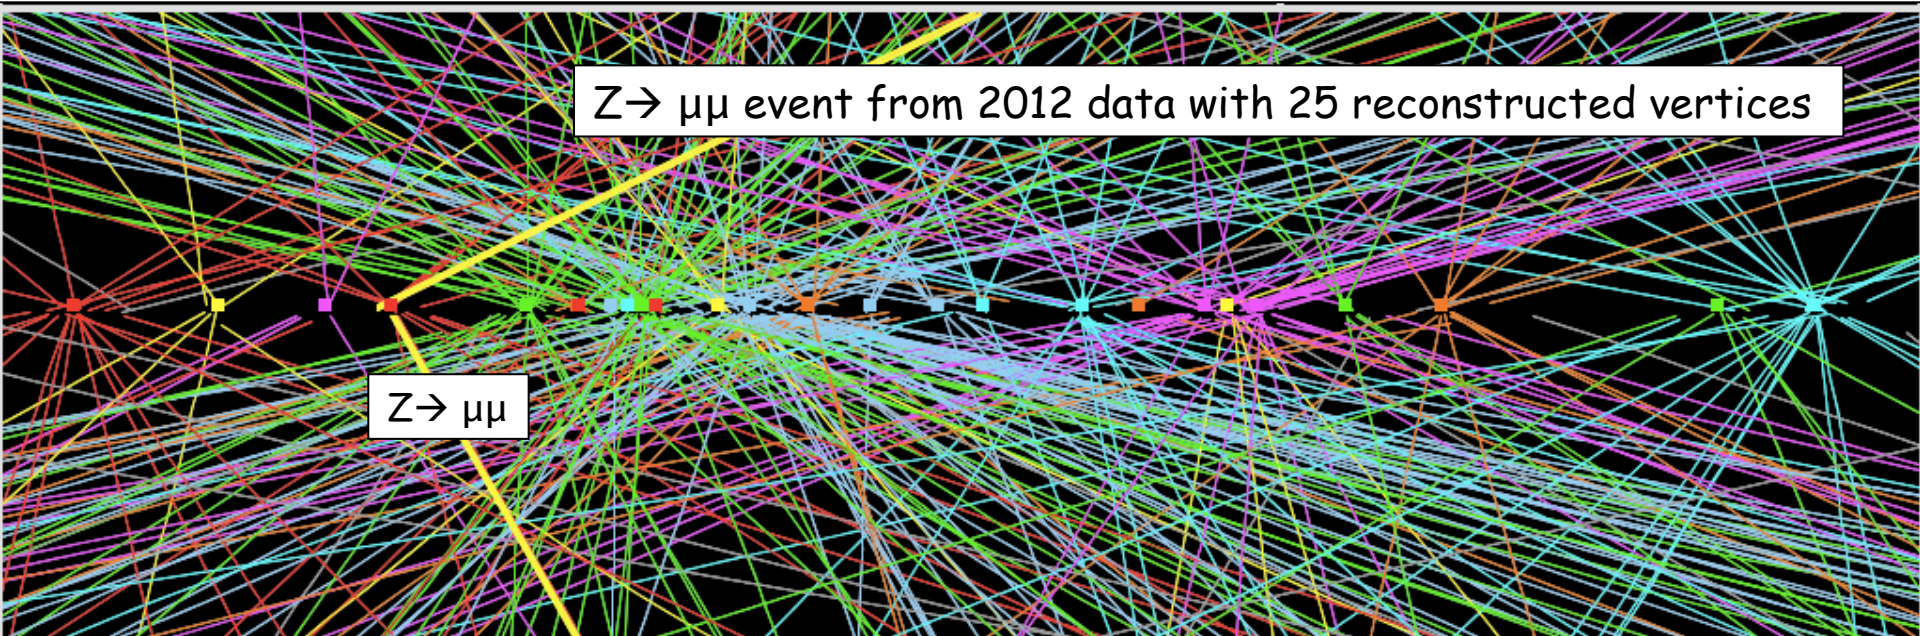 Z→ μμ event from 2012 data with 25 reconstructed vertices
Z→ μμ